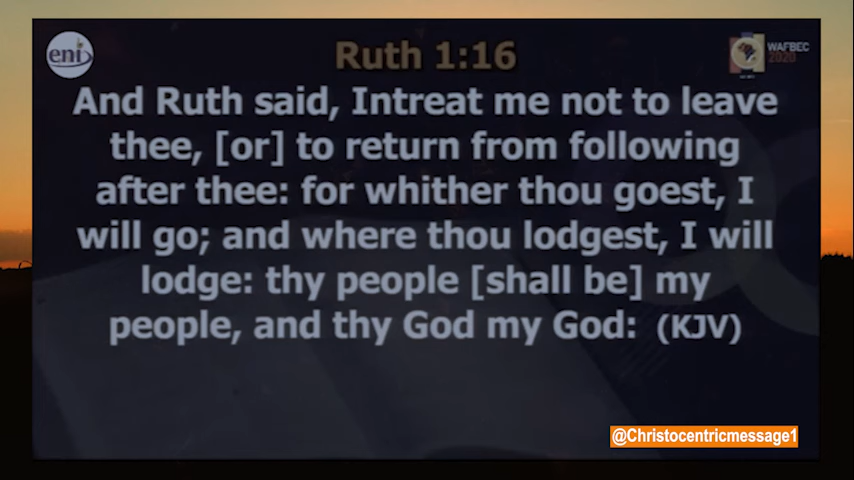 eni
WAFBEC
2020
Ruth 1:16
And Ruth said, Intreat me not to leave
thee, [or] to return from following
after thee: for whither thou goest, I
will go; and where thou lodgest, I will
lodge: thy people [shall be] my
people, and thy God my God: (KJV)
@Christocentricmessage1